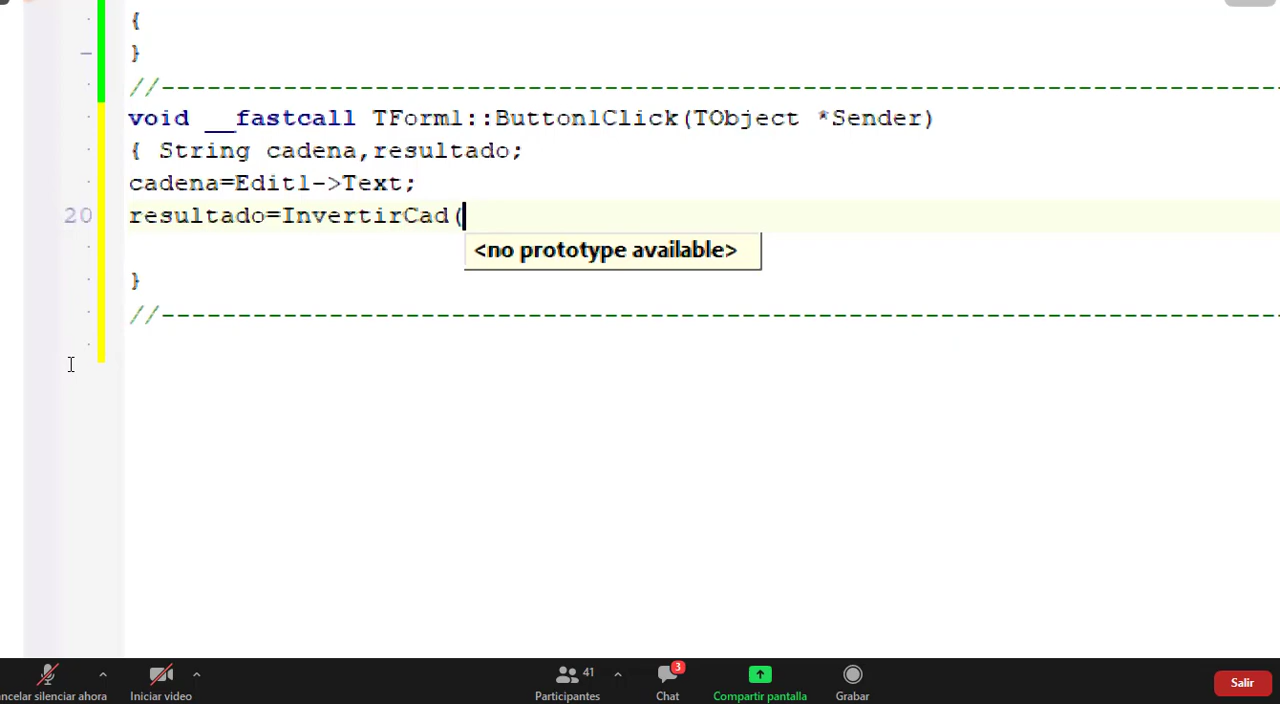 {
}
//--------------------------------------------------------------------------
void __fastcall TForm1::Button1Click(TObject *Sender)
{ String cadena,resultado;
cadena=Edit1->Text;
20 resultado=InvertirCad(
<no prototype available>
}
//--------------------------------------------------------------------------
ncelar silenciar ahora
Iniciar video
41
Participantes
3
Chat
Compartir pantalla
Grabar
Salir